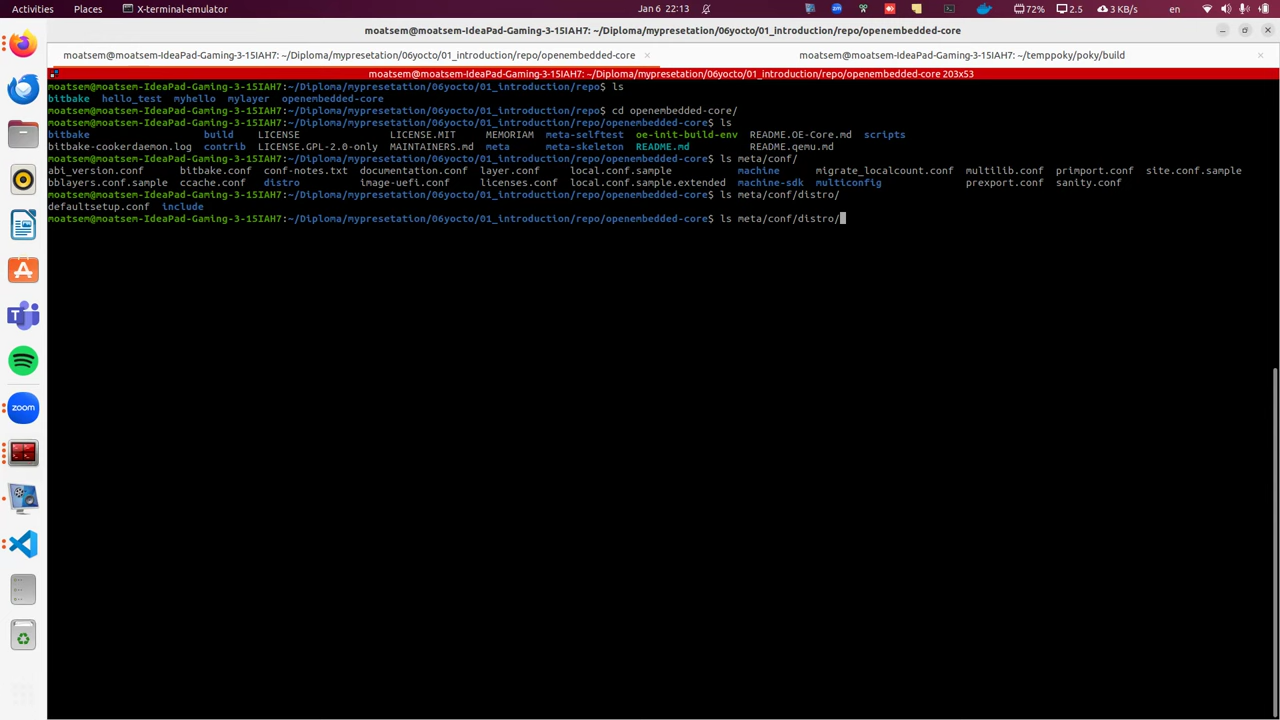 Activities Places X-terminal-emulator Jan 6 22:13 72% 2.5 3 KB/s en
moatsem@moatsem-IdeaPad-Gaming-3-15IAH7: ~/Diploma/mypresetation/06yocto/01_introduction/repo/openembedded-core
moatsem@moatsem-IdeaPad-Gaming-3-15IAH7: ~/Diploma/mypresetation/06yocto/01_introduction/repo/openembedded-core × moatsem@moatsem-IdeaPad-Gaming-3-15IAH7: ~/temppoky/poky/build ×
moatsem@moatsem-IdeaPad-Gaming-3-15IAH7: ~/Diploma/mypresetation/06yocto/01_introduction/repo/openembedded-core 203x53
moatsem@moatsem-IdeaPad-Gaming-3-15IAH7:~/Diploma/mypresetation/06yocto/01_introduction/repo$ ls
bitbake hello_test myhello mylayer openembedded-core
moatsem@moatsem-IdeaPad-Gaming-3-15IAH7:~/Diploma/mypresetation/06yocto/01_introduction/repo$ cd openembedded-core/
moatsem@moatsem-IdeaPad-Gaming-3-15IAH7:~/Diploma/mypresetation/06yocto/01_introduction/repo/openembedded-core$ ls
bitbake build LICENSE LICENSE.MIT MEMORIAM meta-selftest oe-init-build-env README.OE-Core.md scripts
bitbake-cookerdaemon.log contrib LICENSE.GPL-2.0-only MAINTAINERS.md meta meta-skeleton README.md README.qemu.md
moatsem@moatsem-IdeaPad-Gaming-3-15IAH7:~/Diploma/mypresetation/06yocto/01_introduction/repo/openembedded-core$ ls meta/conf/
abi_version.conf bitbake.conf conf-notes.txt documentation.conf layer.conf local.conf.sample machine migrate_localcount.conf multilib.conf primport.conf site.conf.sample
bblayers.conf.sample ccache.conf distro image-uefi.conf licenses.conf local.conf.sample.extended machine-sdk multiconfig prexport.conf sanity.conf
moatsem@moatsem-IdeaPad-Gaming-3-15IAH7:~/Diploma/mypresetation/06yocto/01_introduction/repo/openembedded-core$ ls meta/conf/distro/
defaultsetup.conf include
moatsem@moatsem-IdeaPad-Gaming-3-15IAH7:~/Diploma/mypresetation/06yocto/01_introduction/repo/openembedded-core$ ls meta/conf/distro/
zoom